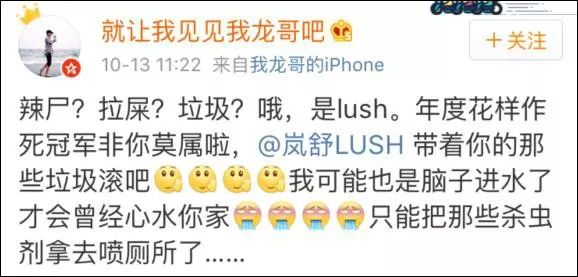 就让我见见我龙哥吧
+关注
10-13 11:22 来自我龙哥的iPhone
辣尸？拉屎？垃圾？哦，是lush。年度花样作
死冠军非你莫属啦，@岚舒LUSH 带着你的那
些垃圾滚吧我可能也是脑子进水了
才会曾经心水你家只能把那些杀虫
剂拿去喷厕所了……